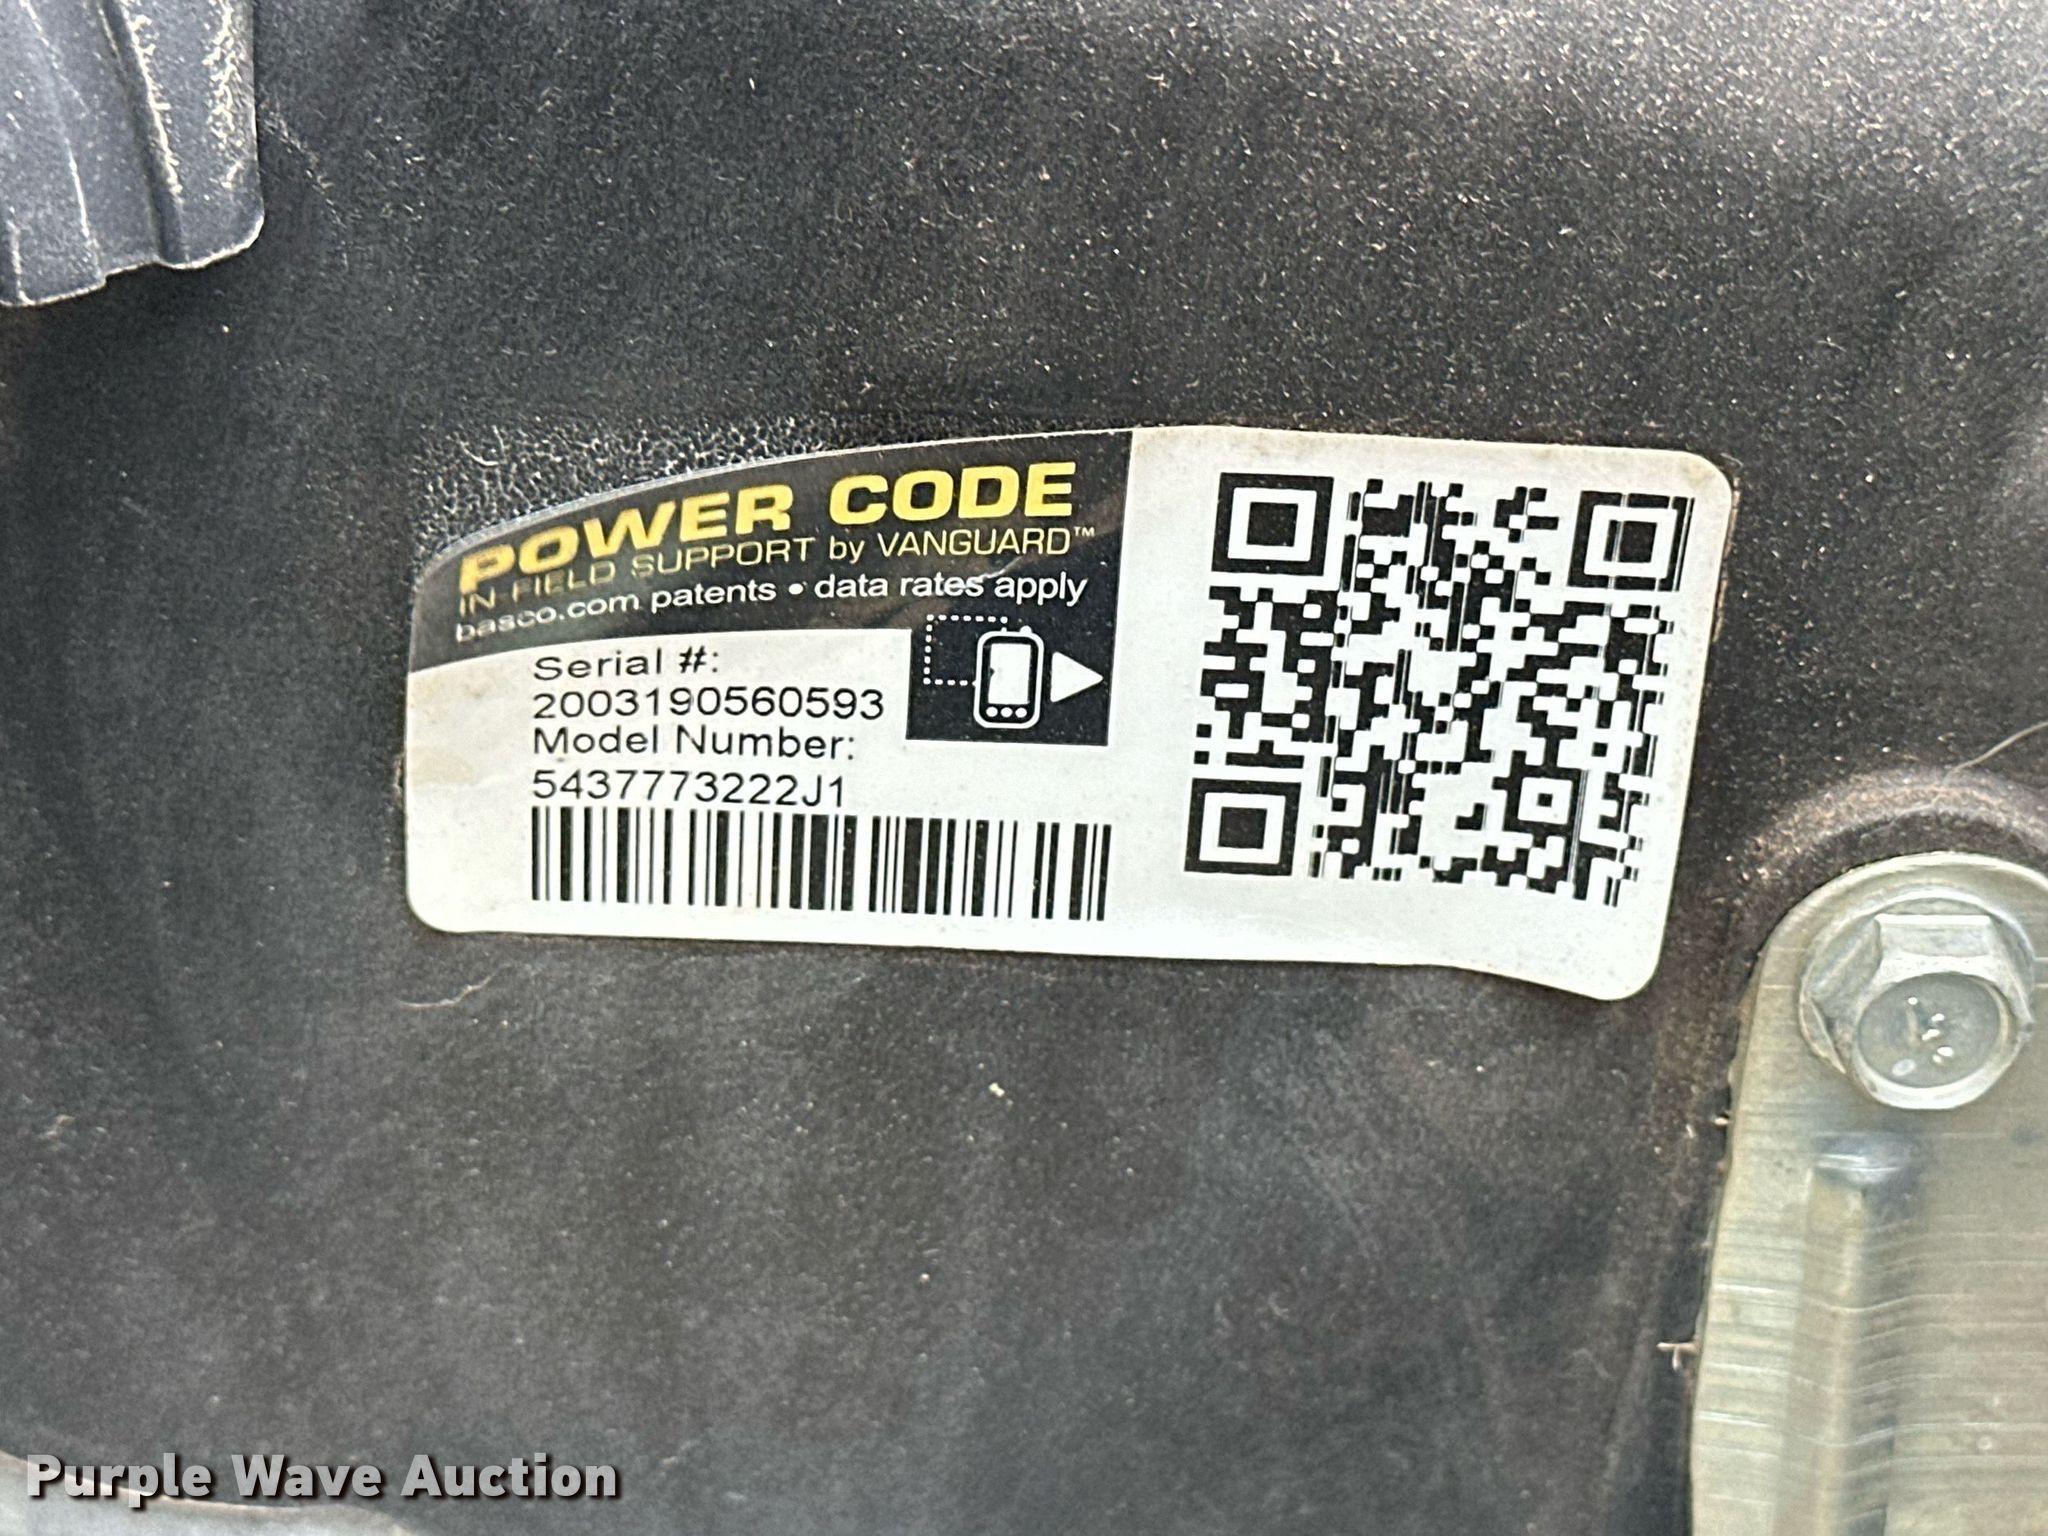 POWER CODE
IN FIELD SUPPORT by VANGUARD™
basco.com patents • data rates apply
Serial #:
2003190560593
Model Number:
5437773222J1
Purple Wave Auction